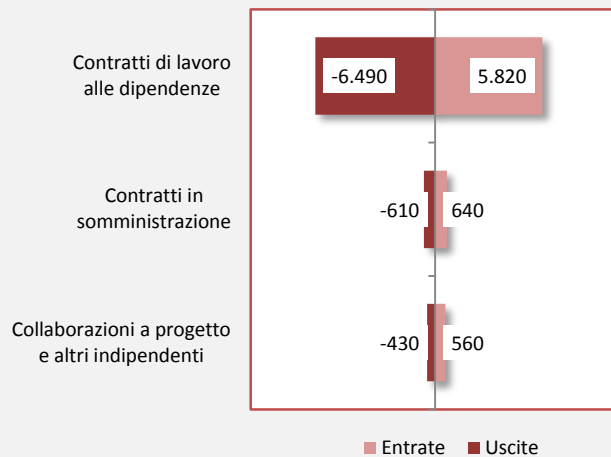 Contratti di lavoro
alle dipendenze
-6.490
5.820
Contratti in
somministrazione
-610
640
Collaborazioni a progetto
e altri indipendenti
-430
560
Entrate
Uscite